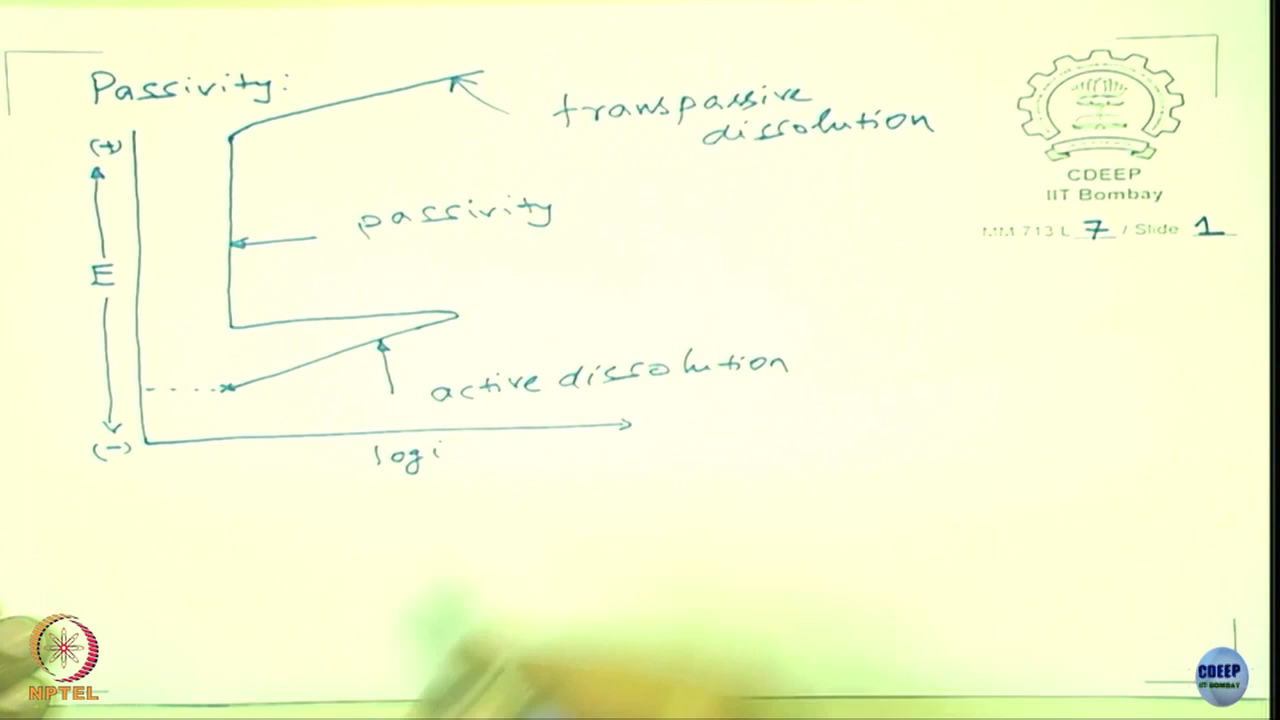 Passivity:
transpassive
dissolution
(+)
passivity
E
active dissolution
(-)
log i
CDEEP
IIT Bombay
MM 713 L 7 / Slide 1
NPTEL
CDEEP
IIT BOMBAY